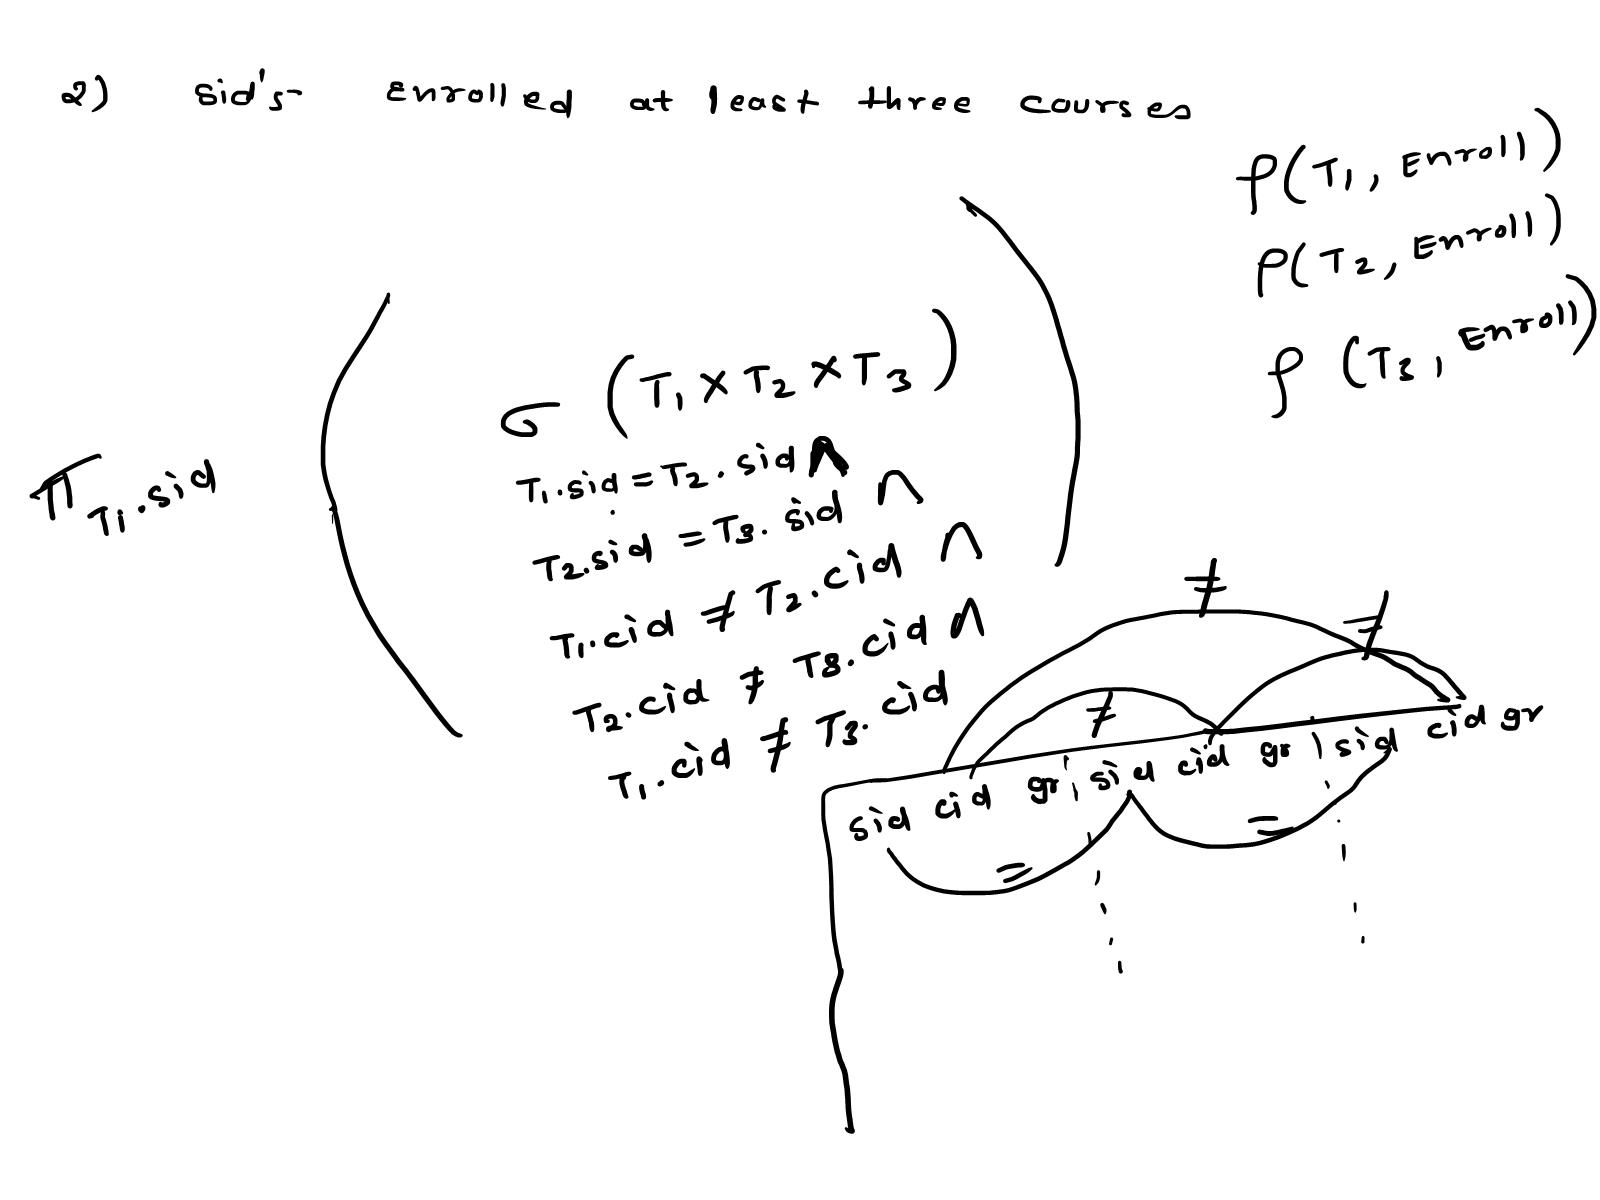 2) sid's- Enrolled at least three courses
ρ(T1, Enroll)
ρ(T2, Enroll)
ρ (T3, Enroll)
σ (T1 × T2 × T3)
T1.sid = T2.sid ∧
T2.sid = T3.sid ∧
T1.cid ≠ T2.cid ∧
T2.cid ≠ T3.cid ∧
T1.cid ≠ T3.cid
π T1.sid
≠ ≠
≠
sid cid gr sid cid gr sid cid gr
= =